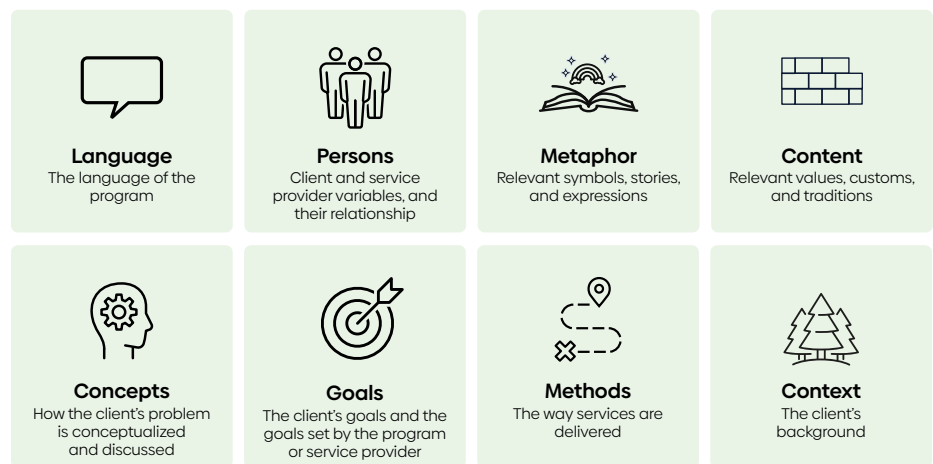 Language
The language of the
program
Persons
Client and service
provider variables, and
their relationship
Metaphor
Relevant symbols, stories,
and expressions
Content
Relevant values, customs,
and traditions
Concepts
How the client's problem
is conceptualized
and discussed
Goals
The client's goals and the
goals set by the program
or service provider
Methods
The way services are
delivered
Context
The client's
background